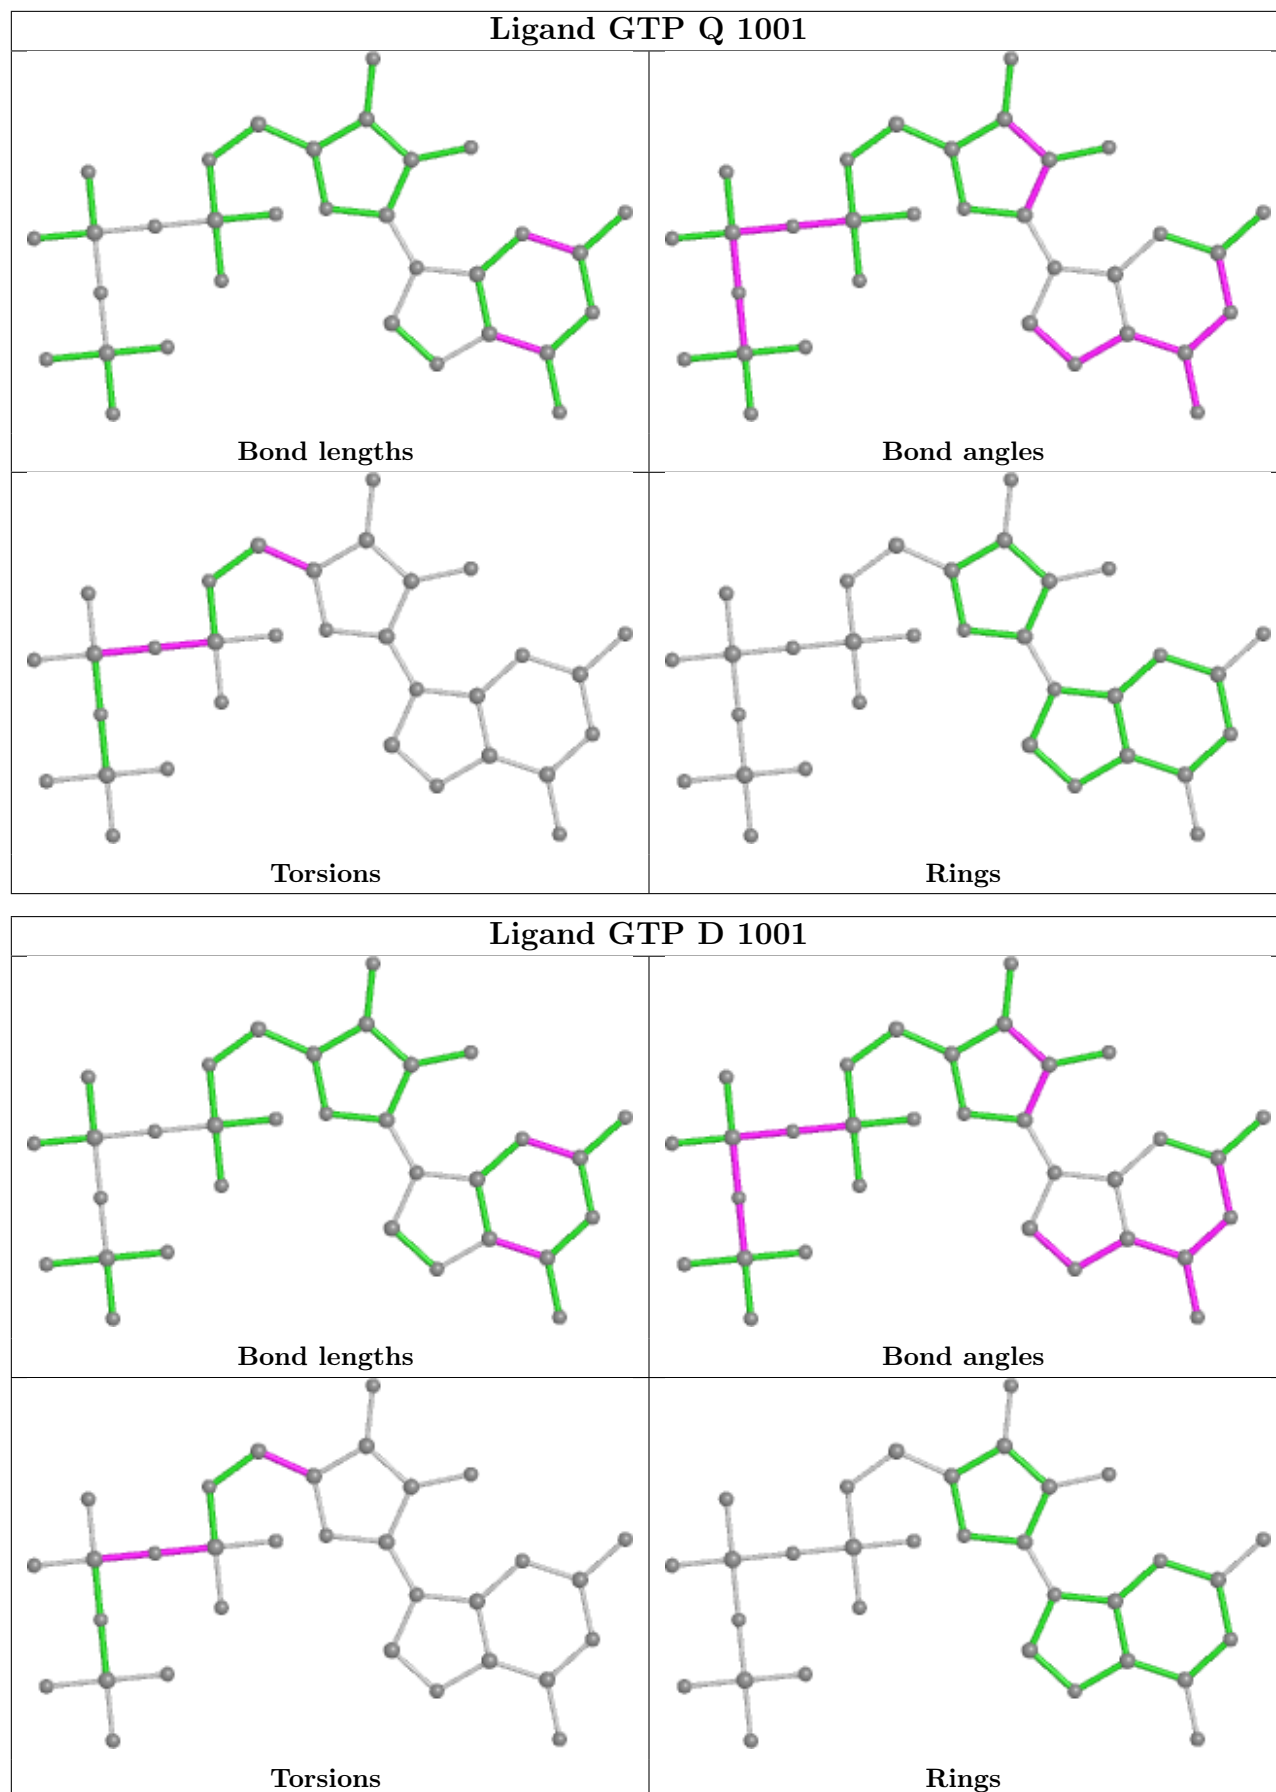 Ligand GTP Q 1001
Bond lengths
Bond angles
Torsions
Rings
Ligand GTP D 1001
Bond lengths
Bond angles
Torsions
Rings